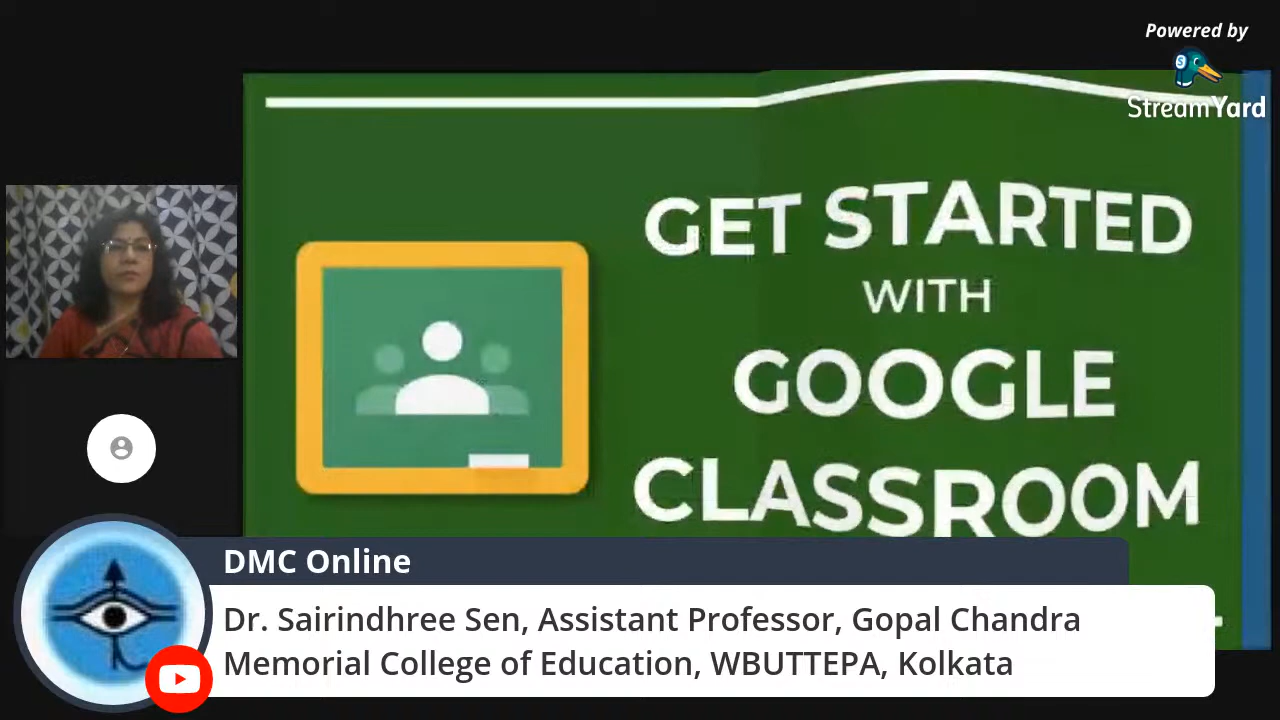 Powered by
StreamYard
GET STARTED
WITH
GOOGLE
CLASSROOM
DMC Online
Dr. Sairindhree Sen, Assistant Professor, Gopal Chandra
Memorial College of Education, WBUTTEPA, Kolkata